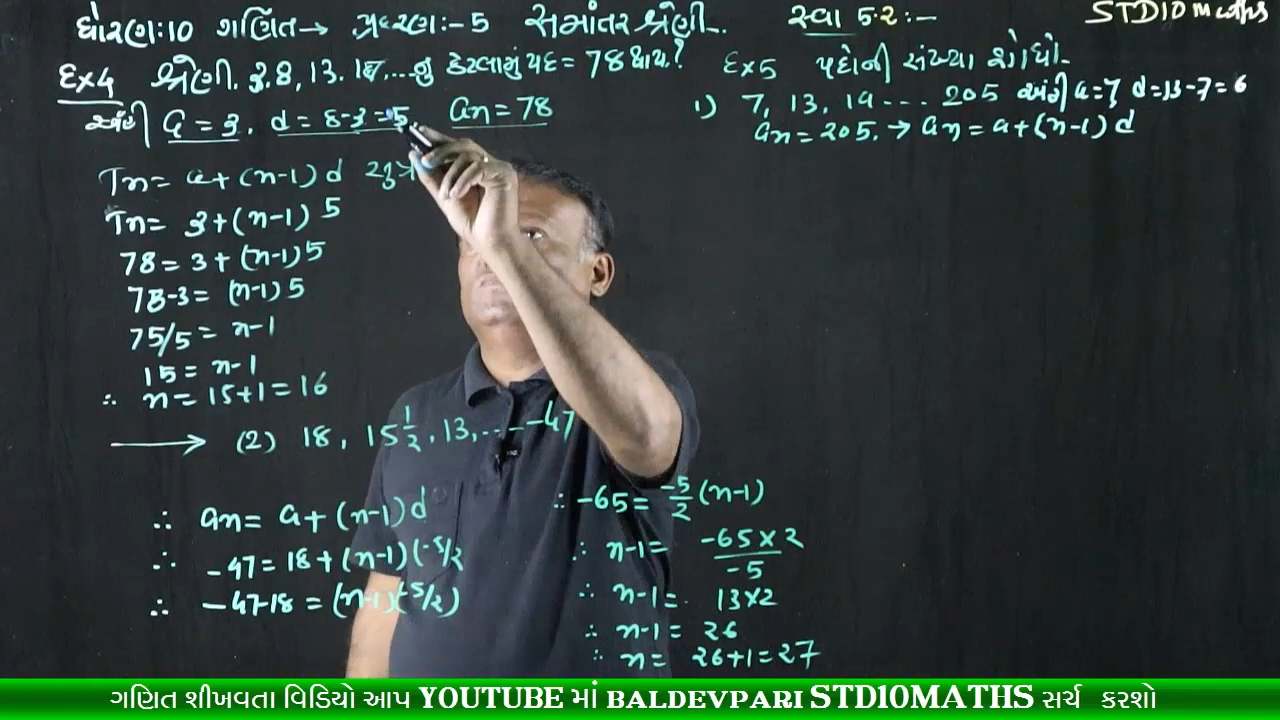 ધોરણ:10 ગણિત→ પ્રકરણ:-5 સમાંતર શ્રેણી. સ્વા 5.2:-
STD10 Maths
Ex4 શ્રેણી. 3, 8, 13, 18,....નું કેટલામું પદ = 78 થાય?
અહીં a = 3, d = 8-3 = 5, an = 78
Tn = a+(n-1) d સૂત્ર
Tn = 3+(n-1) 5
78 = 3 + (n-1) 5
78-3 = (n-1) 5
75/5 = n-1
15 = n-1
∴ n = 15+1 = 16
→ (2) 18, 15 1/2, 13, ... -47
∴ an = a + (n-1) d
∴ -47 = 18 + (n-1) (-5/2
∴ -47-18 = (n-1) (-5/2)
∴ -65 = -5/2 (n-1)
∴ n-1 = -65×2/-5
∴ n-1 = 13×2
∴ n-1 = 26
∴ n = 26+1 = 27
Ex5 પદોની સંખ્યા શોધો.
1) 7, 13, 19 .... 205 અહીં a=7, d=13-7=6
an = 205. → an = a+(n-1) d
ગણિત શીખવતા વિડિયો આપ YOUTUBE માં BALDEVPARI STD10MATHS સર્ચ કરશો